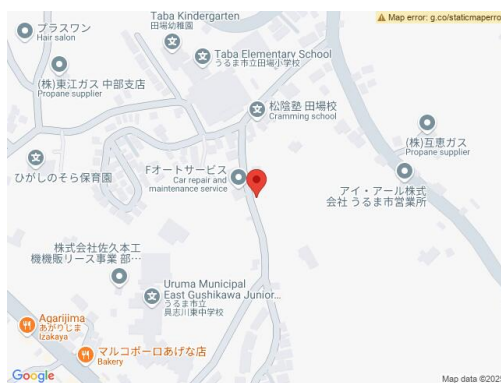 プラスワン
Hair salon
Taba Kindergarten
田場幼稚園
Map error: g.co/staticmaperro
(株)東江ガス 中部支店
Propane supplier
Taba Elementary School
うるま市立田場小学校
松陰塾 田場校
Cramming school
(株)互恵ガス
Propane supplier
ひがしのそら保育園
Fオートサービス
Car repair and
maintenance service
アイ・アール株式
会社 うるま市営業所
株式会社佐久本工
機機販リース事業 部...
Uruma Municipal
East Gushikawa Junior...
うるま市立
具志川東中学校
Agarijima
あがりじま
Izakaya
マルコポーロあげな店
Bakery
Google
Map data ©2025